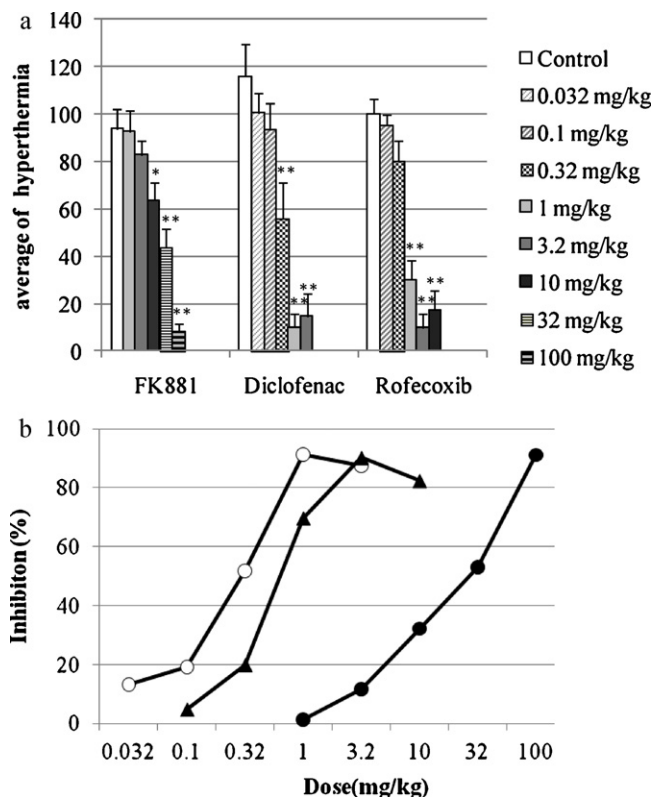 a
140
120
100
80
60
40
20
0
average of hyperthermia
*
**
**
**
**
**
**
**
**
FK881 Diclofenac Rofecoxib
Control
0.032 mg/kg
0.1 mg/kg
0.32 mg/kg
1 mg/kg
3.2 mg/kg
10 mg/kg
32 mg/kg
100 mg/kg
b
100
80
60
40
20
0
Inhibiton (%)
0.032 0.1 0.32 1 3.2 10 32 100
Dose(mg/kg)